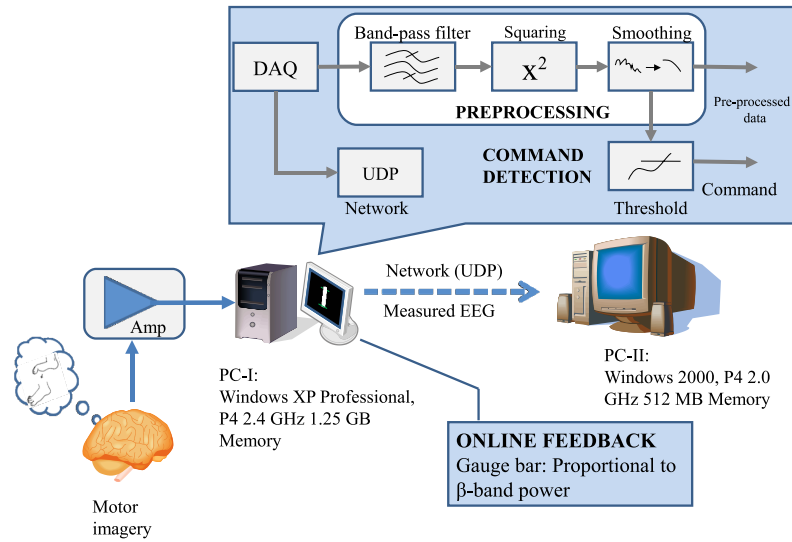 Band-pass filter
Squaring
Smoothing
DAQ
X²
PREPROCESSING
Pre-processed
data
UDP
Network
COMMAND
DETECTION
Threshold
Command
Amp
Network (UDP)
Measured EEG
PC-I:
Windows XP Professional,
P4 2.4 GHz 1.25 GB
Memory
PC-II:
Windows 2000, P4 2.0
GHz 512 MB Memory
ONLINE FEEDBACK
Gauge bar: Proportional to
β-band power
Motor
imagery